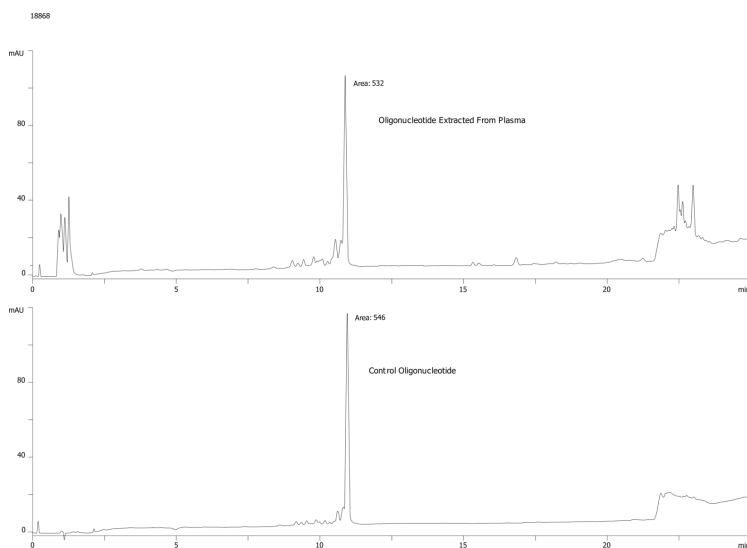 18868
mAU
Area: 532
Oligonucleotide Extracted From Plasma
80
40
0
0 5 10 15 20 min
mAU
Area: 546
Control Oligonucleotide
80
40
0
0 5 10 15 20